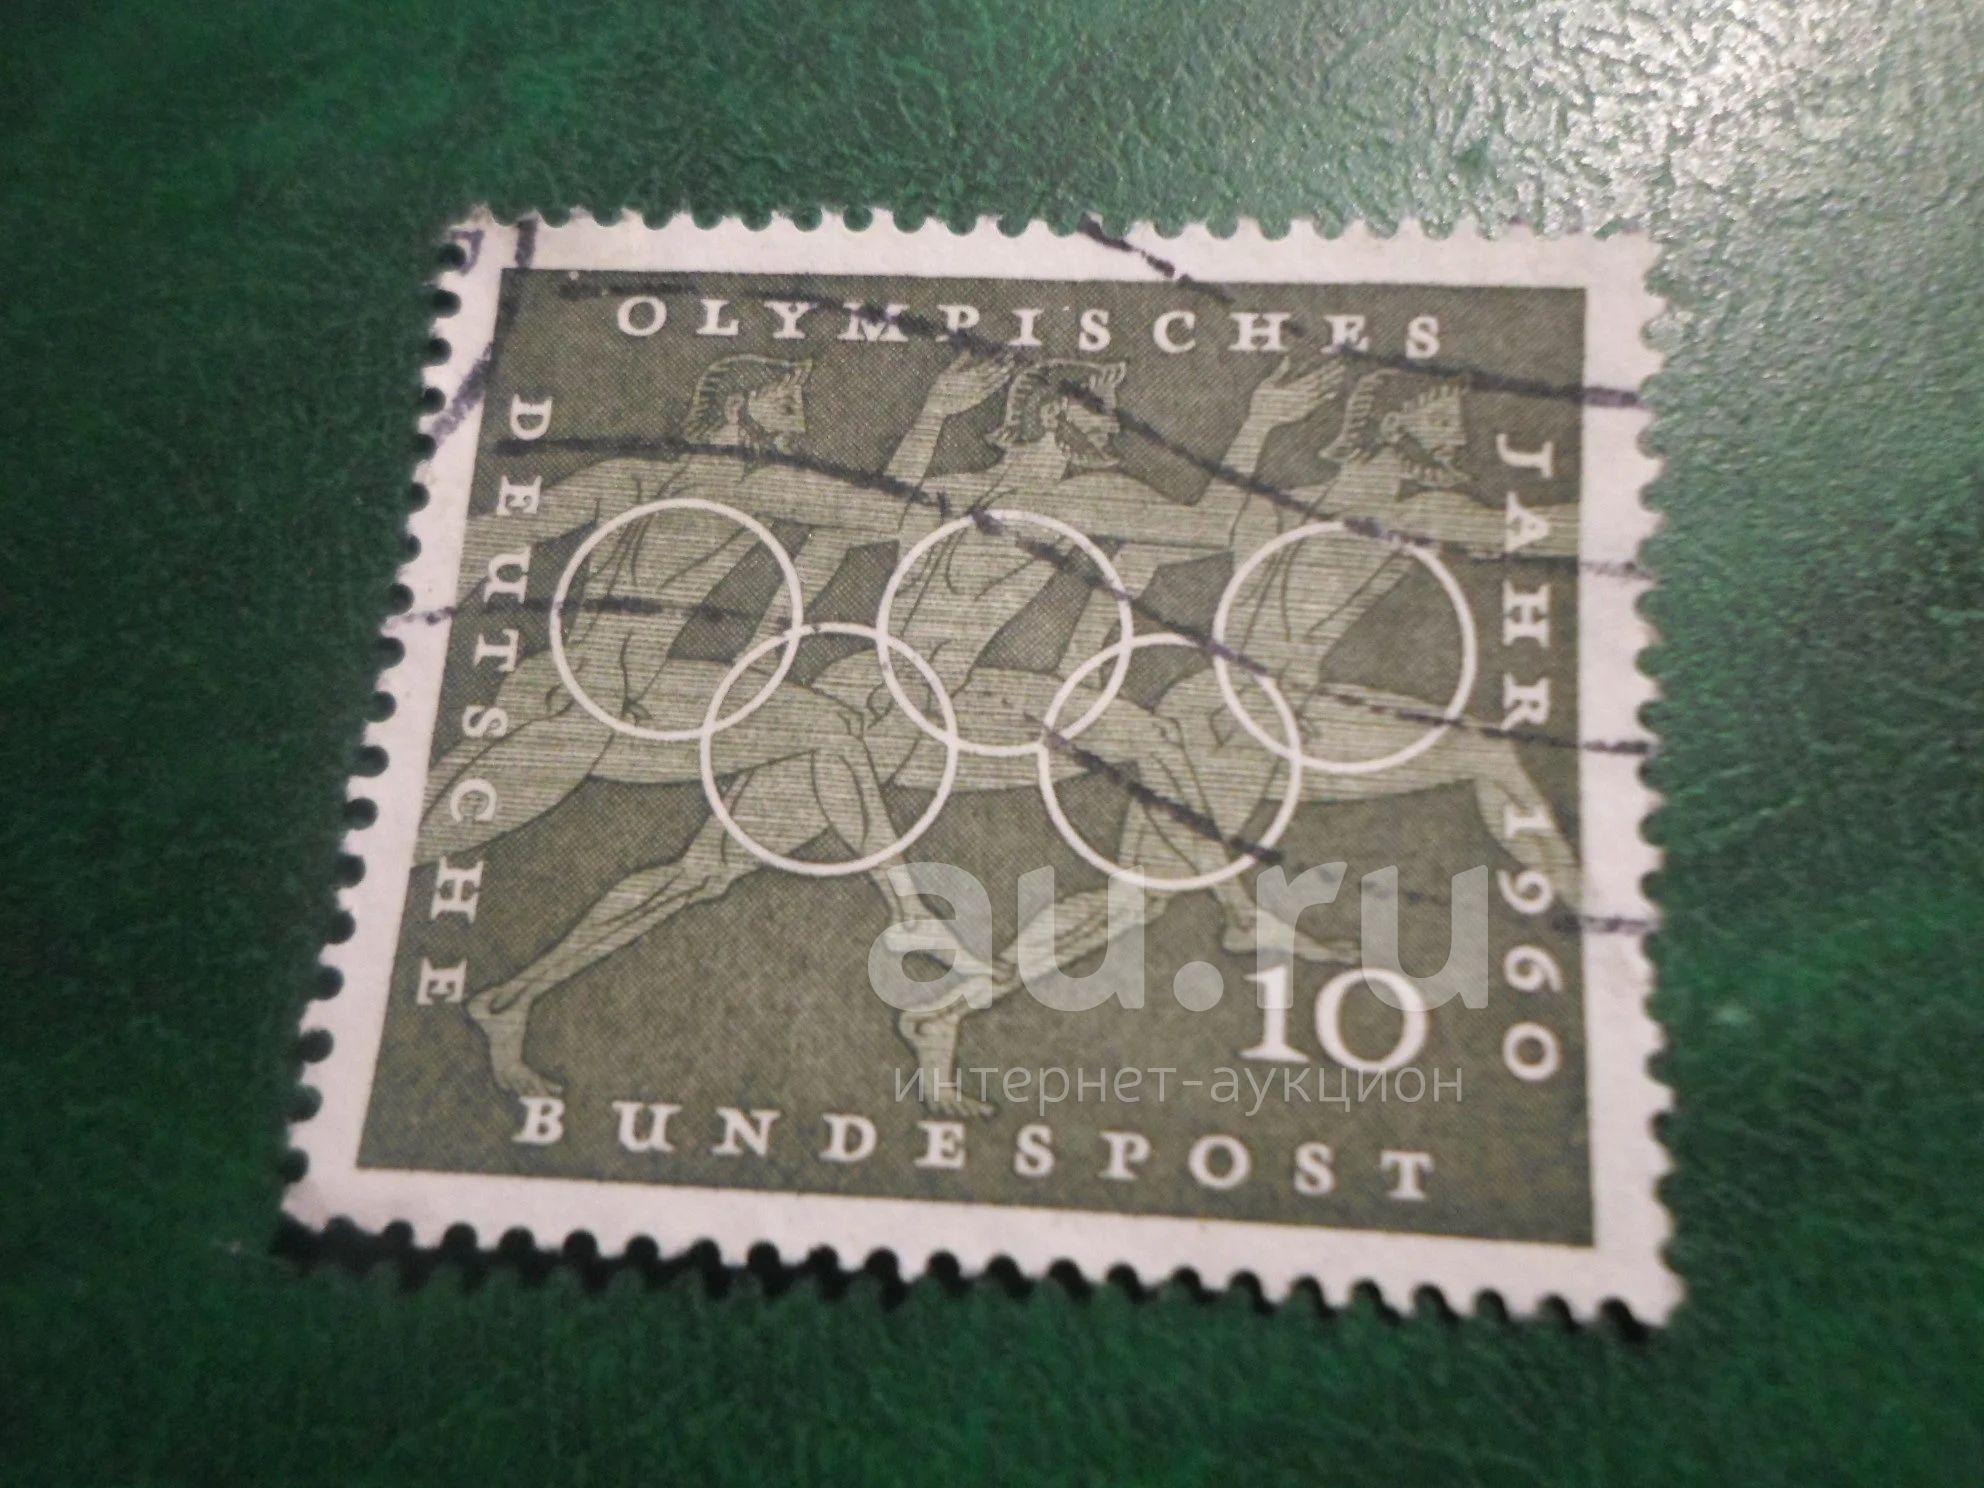 OLYMPISCHES
JAHR 1960
DEUTSCHE
BUNDESPOST
10
au.ru
интернет-аукцион